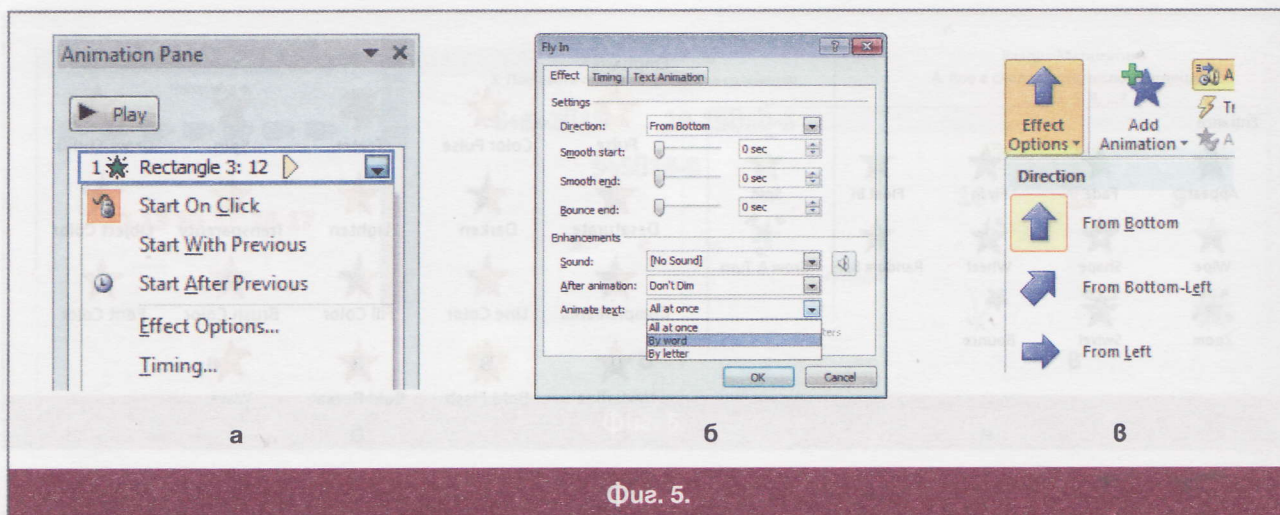 Animation Pane
Play
1 Rectangle 3: 12
Start On Click
Start With Previous
Start After Previous
Effect Options...
Timing...
а
Fly In
Effect Timing Text Animation
Settings
Direction: From Bottom
Smooth start: 0 sec
Smooth end: 0 sec
Bounce end: 0 sec
Enhancements
Sound: [No Sound]
After animation: Don't Dim
Animate text: All at once
All at once
By word
By letter
OK Cancel
б
Effect Options
Add Animation
Direction
From Bottom
From Bottom-Left
From Left
в
Фиг. 5.